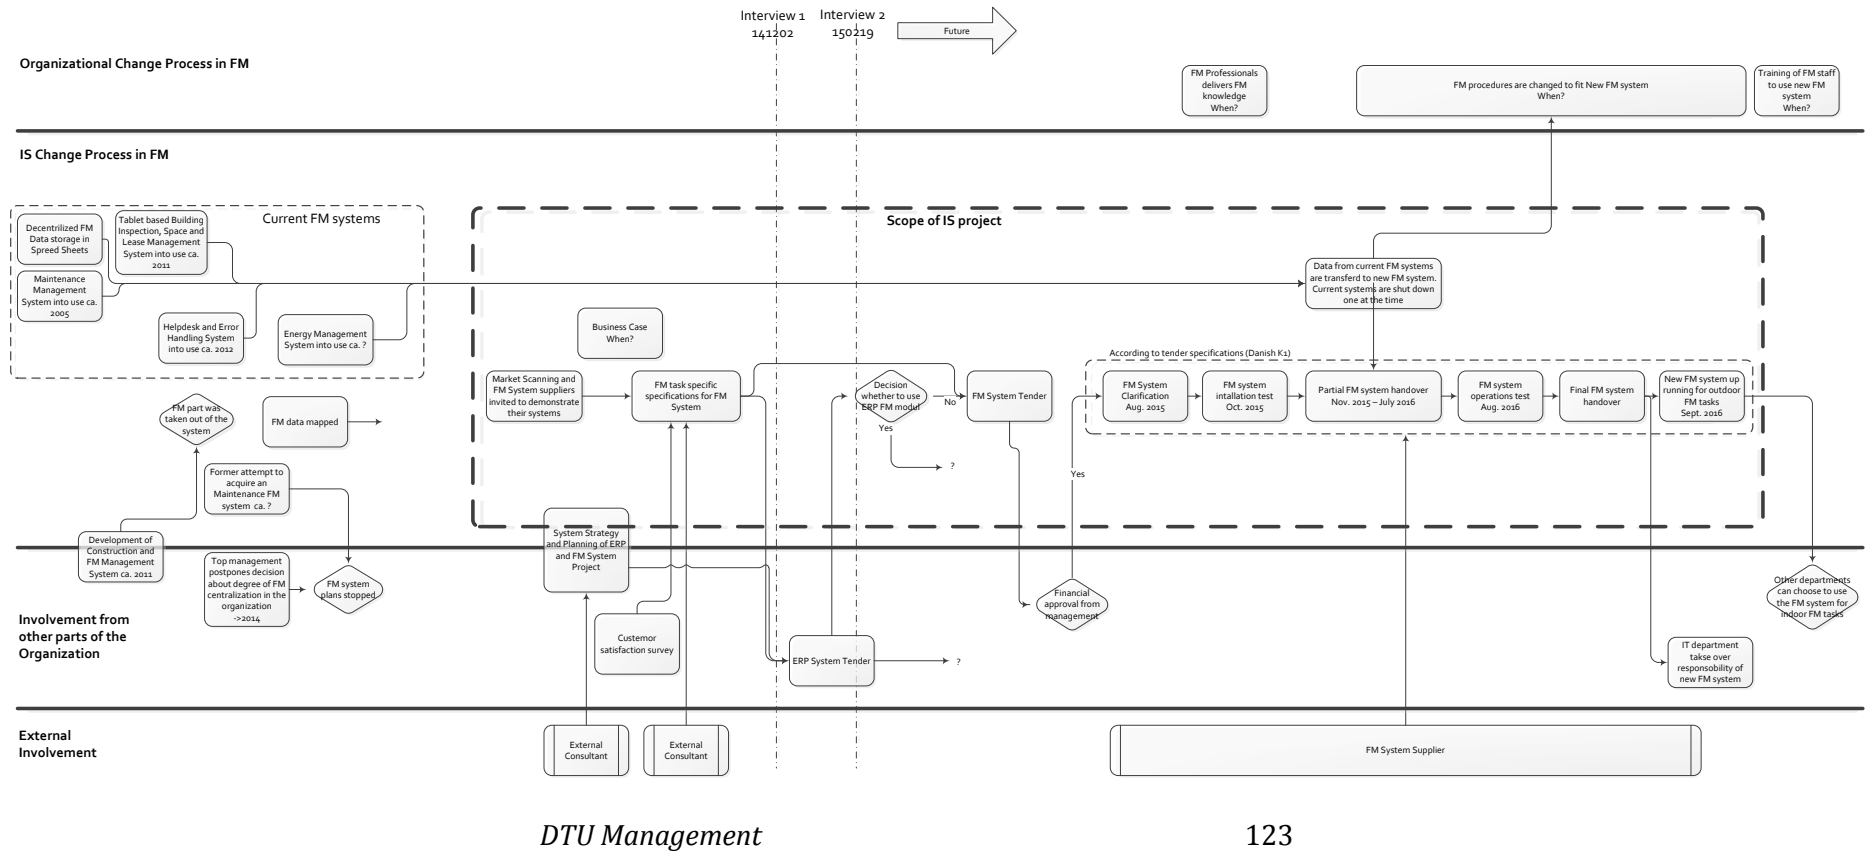 Interview 1
141202
Interview 2
150219
Future
Organizational Change Process in FM
FM Professionals
delivers FM
knowledge
When?
FM procedures are changed to fit New FM system
When?
Training of FM staff
to use new FM
system
When?
IS Change Process in FM
Current FM systems
Decentrilized FM
Data storage in
Spreed Sheets
Tablet based Building
Inspection, Space and
Lease Management
System into use ca.
2011
Maintenance
Management
System into use ca.
2005
Helpdesk and Error
Handling System
into use ca. 2012
Energy Management
System into use ca. ?
Scope of IS project
Data from current FM systems
are transferd to new FM system.
Current systems are shut down
one at the time
Business Case
When?
Market Scanning and
FM System suppliers
invited to demonstrate
their systems
FM task specific
specifications for FM
System
Decision
whether to use
ERP FM modul
No
Yes
?
FM System Tender
According to tender specifications (Danish K1)
FM System
Clarification
Aug. 2015
FM system
intallation test
Oct. 2015
Partial FM system handover
Nov. 2015 – July 2016
FM system
operations test
Aug. 2016
Final FM system
handover
New FM system up
running for outdoor
FM tasks
Sept. 2016
FM part was
taken out of the
system
FM data mapped
Former attempt to
acquire an
Maintenance FM
system ca. ?
Yes
Development of
Construction and
FM Management
System ca. 2011
System Strategy
and Planning of ERP
and FM System
Project
Involvement from
other parts of the
Organization
Top management
postpones decision
about degree of FM
centralization in the
organization
->2014
FM system
plans stopped
Custemor
satisfaction survey
ERP System Tender
?
Financial
approval from
management
Other departments
can choose to use
the FM system for
indoor FM tasks
IT department
takse over
responsobility of
new FM system
External
Involvement
External
Consultant
External
Consultant
FM System Supplier
DTU Management
123